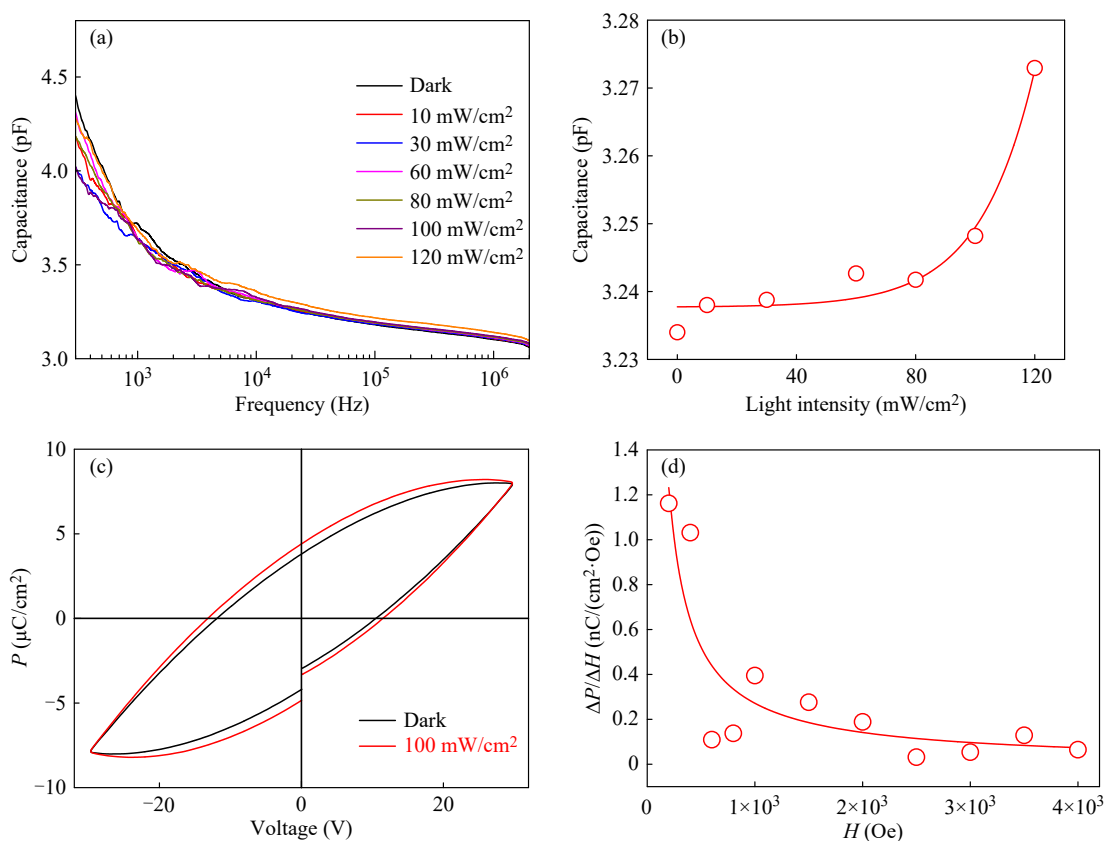 (a)
Capacitance (pF)
4.5
4.0
3.5
3.0
Dark
10 mW/cm²
30 mW/cm²
60 mW/cm²
80 mW/cm²
100 mW/cm²
120 mW/cm²
10³
10⁴
10⁵
10⁶
Frequency (Hz)
(b)
Capacitance (pF)
3.28
3.27
3.26
3.25
3.24
3.23
0
40
80
120
Light intensity (mW/cm²)
(c)
P (μC/cm²)
10
5
0
−5
−10
Dark
100 mW/cm²
−20
0
20
Voltage (V)
(d)
ΔP/ΔH (nC/(cm²·Oe))
1.4
1.2
1.0
0.8
0.6
0.4
0.2
0
0
1×10³
2×10³
3×10³
4×10³
H (Oe)